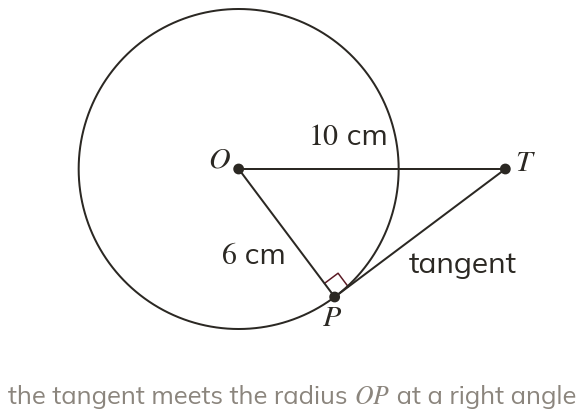 10 cm
O
T
6 cm
tangent
P
the tangent meets the radius OP at a right angle